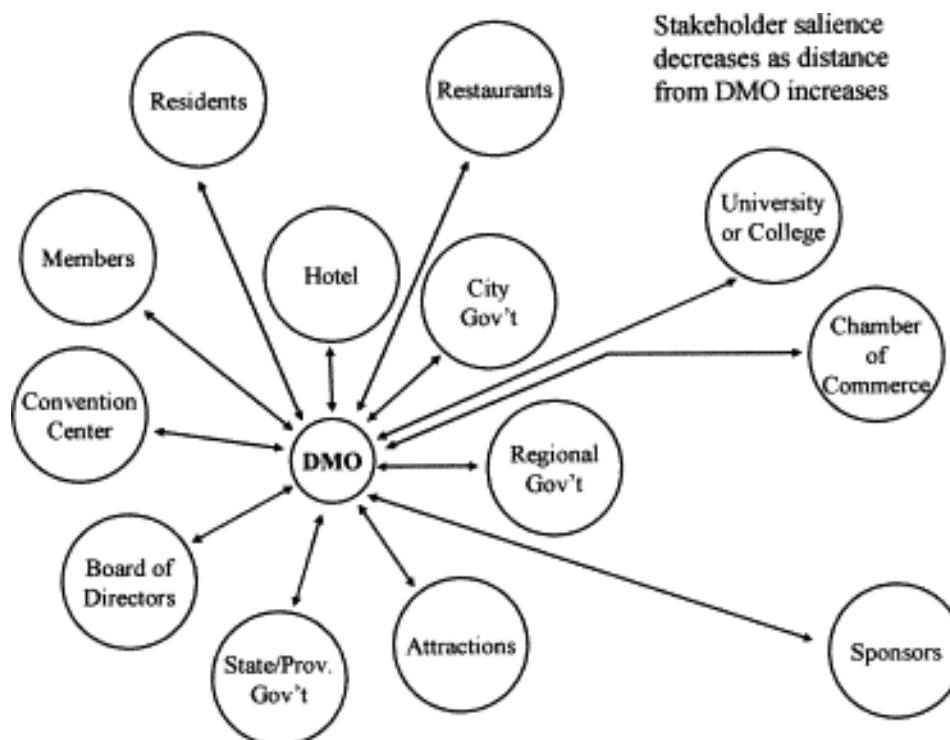 Stakeholder salience
decreases as distance
from DMO increases
Residents
Restaurants
University
or College
Members
Hotel
City
Gov't
Chamber
of
Commerce
Convention
Center
DMO
Regional
Gov't
Board of
Directors
State/Prov.
Gov't
Attractions
Sponsors